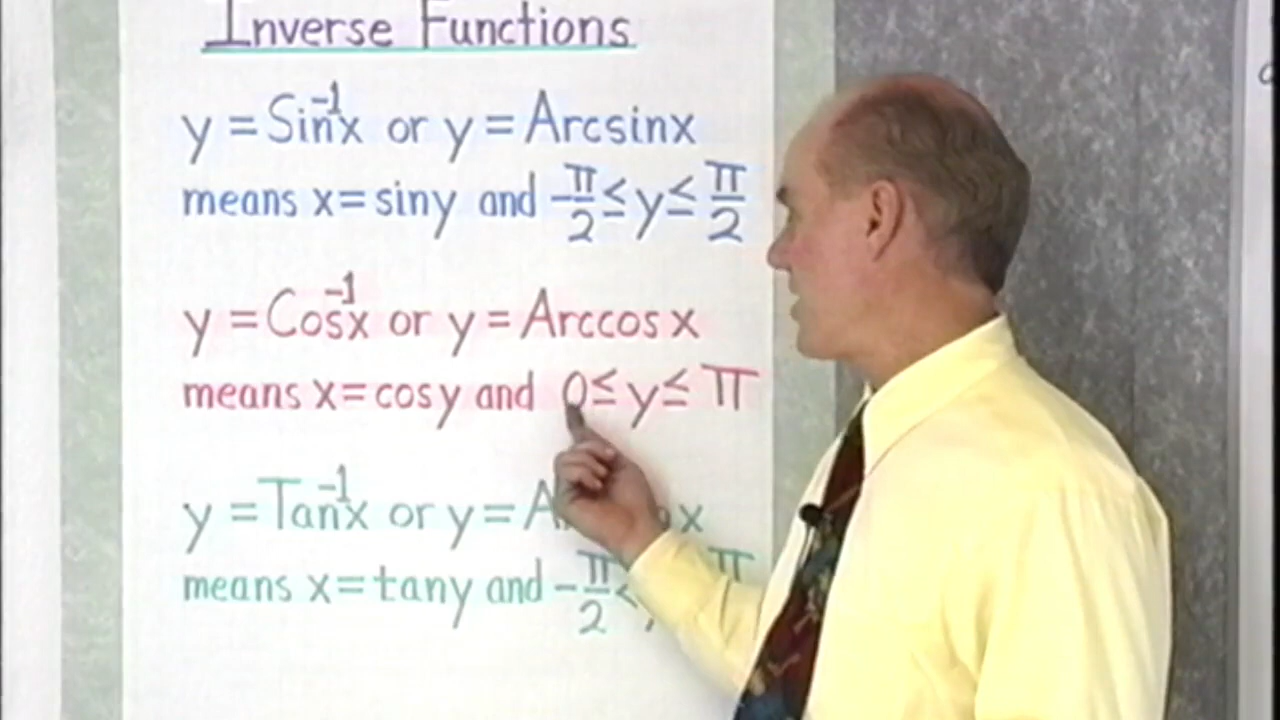 Inverse Functions
y = Sin⁻¹x or y = Arcsinx
means x = siny and -π/2 ≤ y ≤ π/2
y = Cos⁻¹x or y = Arccos x
means x = cosy and 0 ≤ y ≤ π
y = Tan⁻¹x or y = A x
means x = tany and -π/2 < π